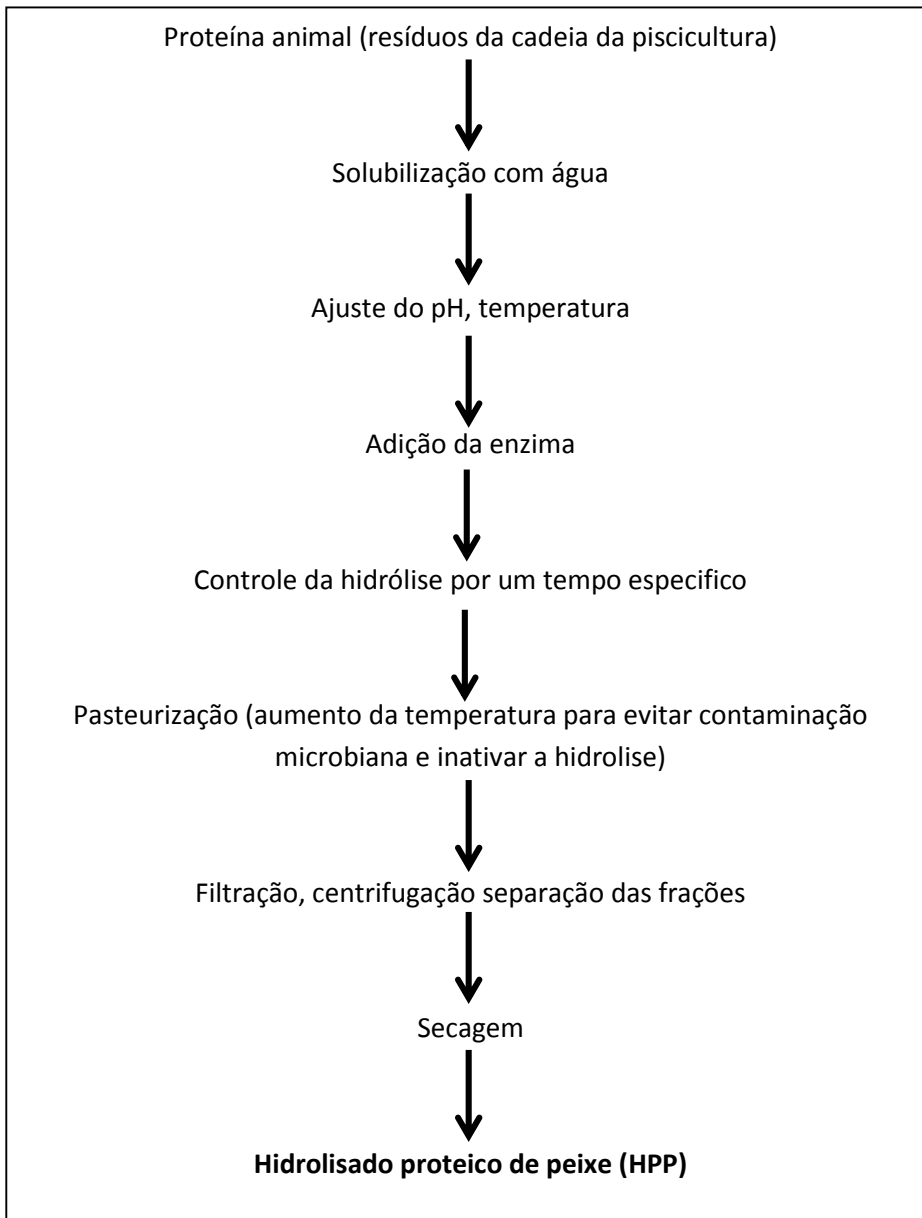 Proteína animal (resíduos da cadeia da piscicultura)
Solubilização com água
Ajuste do pH, temperatura
Adição da enzima
Controle da hidrólise por um tempo especifico
Pasteurização (aumento da temperatura para evitar contaminação
microbiana e inativar a hidrolise)
Filtração, centrifugação separação das frações
Secagem
Hidrolisado proteico de peixe (HPP)